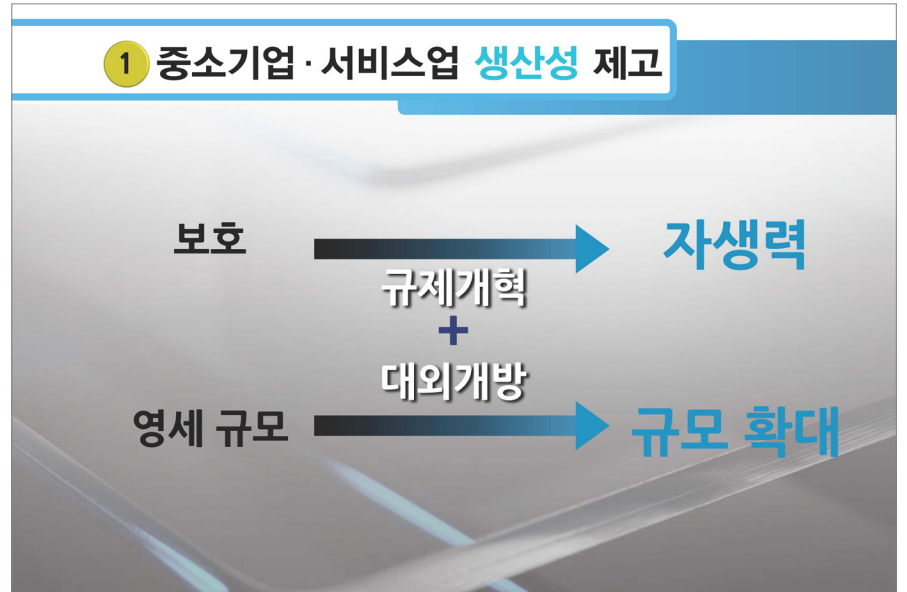 1 중소기업·서비스업 생산성 제고
보호 자생력
규제개혁
+
대외개방
영세 규모 규모 확대